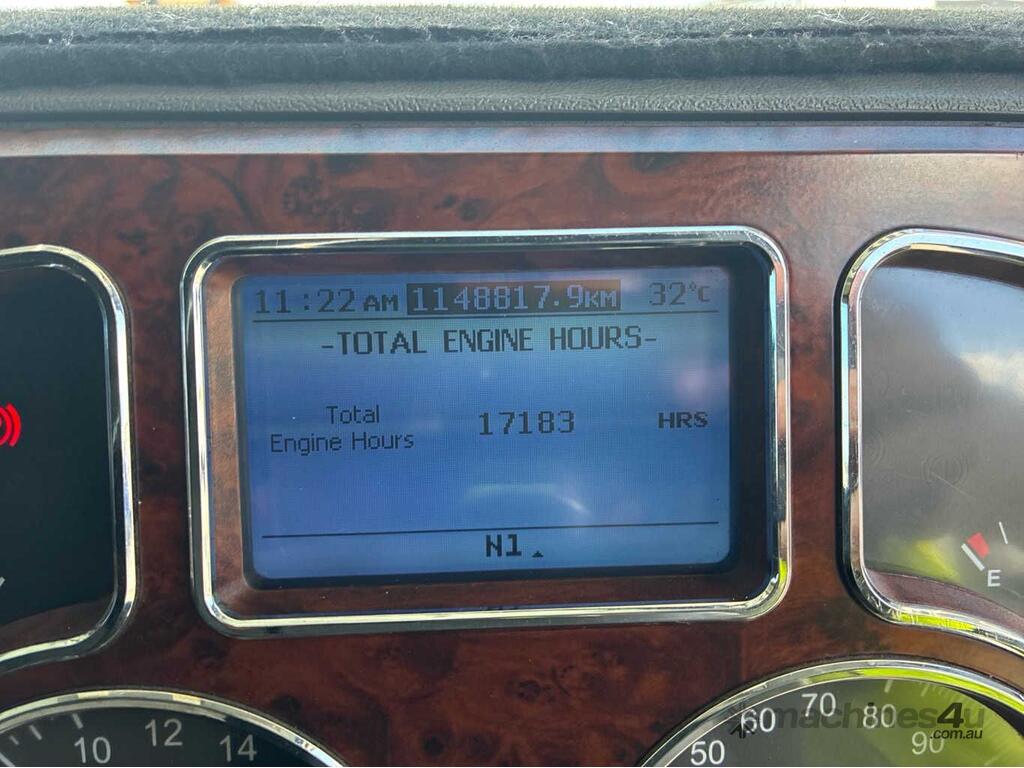 11:22 AM 1148817.9KM 32°C
-TOTAL ENGINE HOURS-
Total
Engine Hours
17183 HRS
N1
E
10 12 14
50 60 70 80 90
machines4u
.com.au